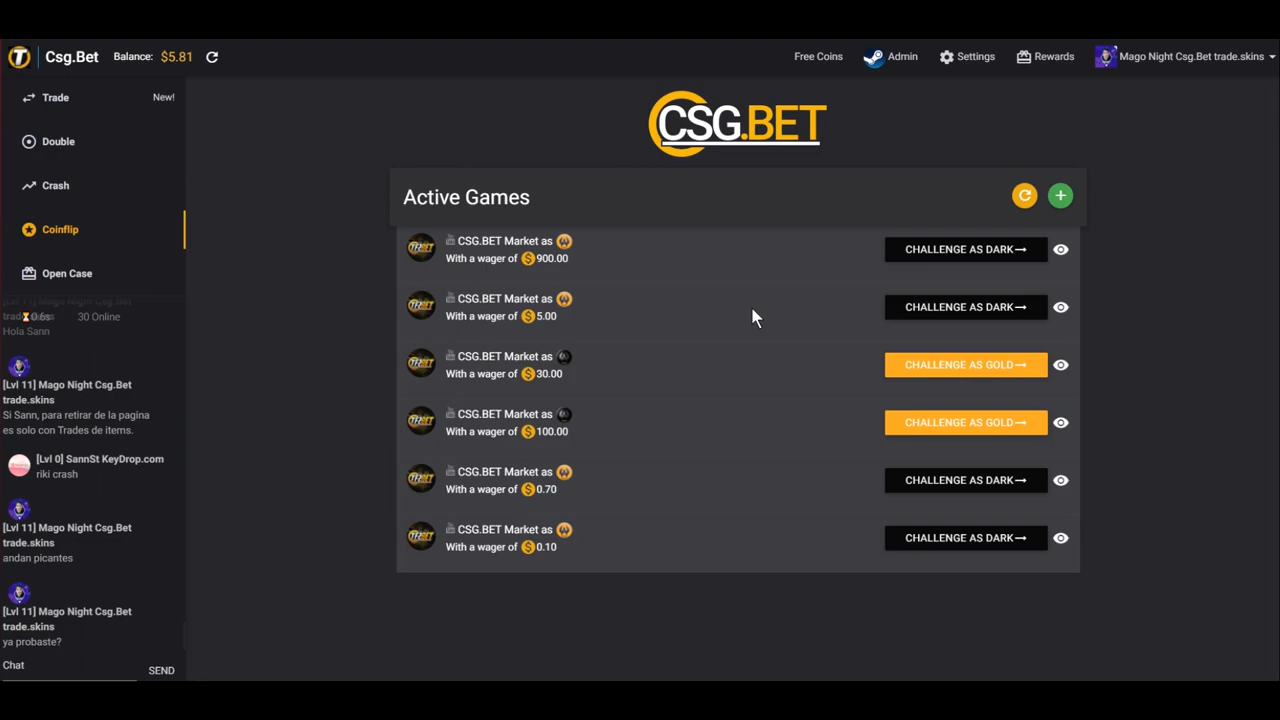 Csg.Bet Balance: $5.81
Free Coins Admin Settings Rewards Mago Night Csg.Bet trade.skins
Trade New!
Double
Crash
Coinflip
Open Case
30 Online
Hola Sann
[Lvl 11] Mago Night Csg.Bet
trade.skins
Si Sann, para retirar de la pagina
es solo con Trades de items.
[Lvl 0] SannSt KeyDrop.com
riki crash
[Lvl 11] Mago Night Csg.Bet
trade.skins
andan picantes
[Lvl 11] Mago Night Csg.Bet
trade.skins
ya probaste?
Chat
SEND
CSG.BET
Active Games
CSG.BET Market as
With a wager of $900.00
CHALLENGE AS DARK
CSG.BET Market as
With a wager of $5.00
CHALLENGE AS DARK
CSG.BET Market as
With a wager of $30.00
CHALLENGE AS GOLD
CSG.BET Market as
With a wager of $100.00
CHALLENGE AS GOLD
CSG.BET Market as
With a wager of $0.70
CHALLENGE AS DARK
CSG.BET Market as
With a wager of $0.10
CHALLENGE AS DARK